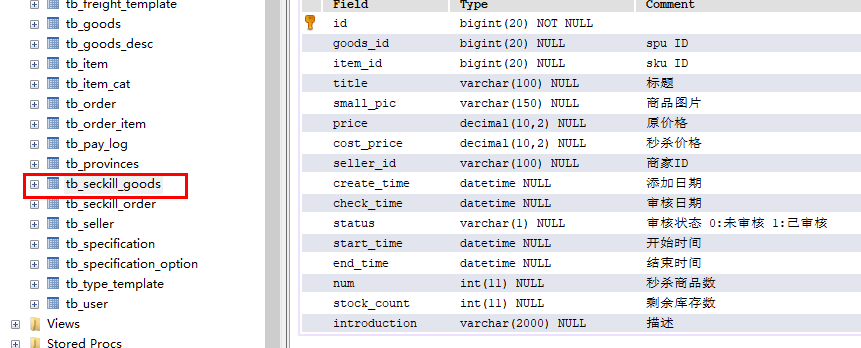 tb_freight_template
tb_goods
tb_goods_desc
tb_item
tb_item_cat
tb_order
tb_order_item
tb_pay_log
tb_provinces
tb_seckill_goods
tb_seckill_order
tb_seller
tb_specification
tb_specification_option
tb_type_template
tb_user
Views
Stored Procs
Field Type Comment
id bigint(20) NOT NULL
goods_id bigint(20) NULL spu ID
item_id bigint(20) NULL sku ID
title varchar(100) NULL 标题
small_pic varchar(150) NULL 商品图片
price decimal(10,2) NULL 原价格
cost_price decimal(10,2) NULL 秒杀价格
seller_id varchar(100) NULL 商家ID
create_time datetime NULL 添加日期
check_time datetime NULL 审核日期
status varchar(1) NULL 审核状态 0:未审核 1:已审核
start_time datetime NULL 开始时间
end_time datetime NULL 结束时间
num int(11) NULL 秒杀商品数
stock_count int(11) NULL 剩余库存数
introduction varchar(2000) NULL 描述